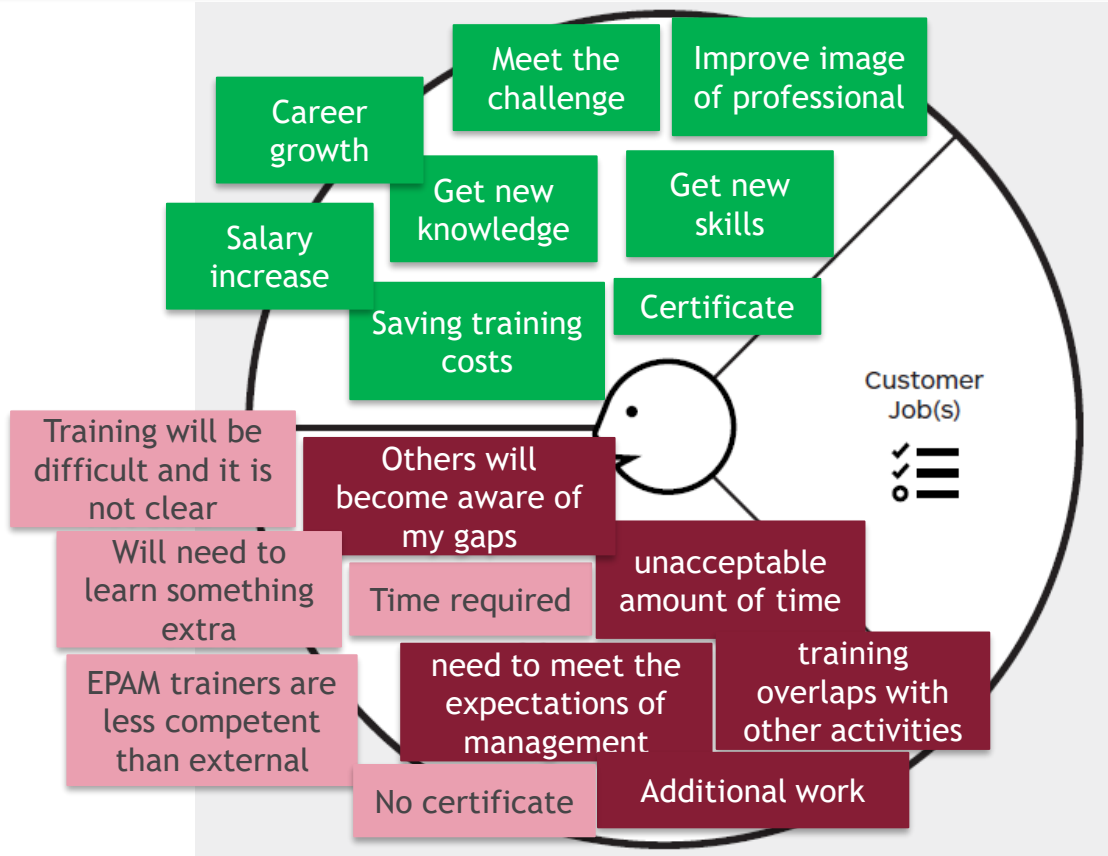 Meet the
challenge
Improve image
of professional
Career
growth
Get new
knowledge
Get new
skills
Salary
increase
Saving training
costs
Certificate
Customer
Job(s)
Training will be
difficult and it is
not clear
Others will
become aware of
my gaps
Will need to
learn something
extra
Time required
unacceptable
amount of time
EPAM trainers are
less competent
than external
need to meet the
expectations of
management
training
overlaps with
other activities
No certificate
Additional work